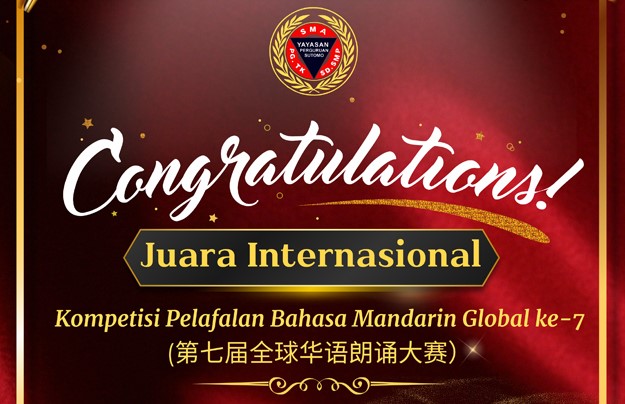 SMA
YAYASAN
PERGURUAN
SUTOMO
PG-TK
SD-SMP
Congratulations!
Juara Internasional
Kompetisi Pelafalan Bahasa Mandarin Global ke-7
(第七届全球华语朗诵大赛)